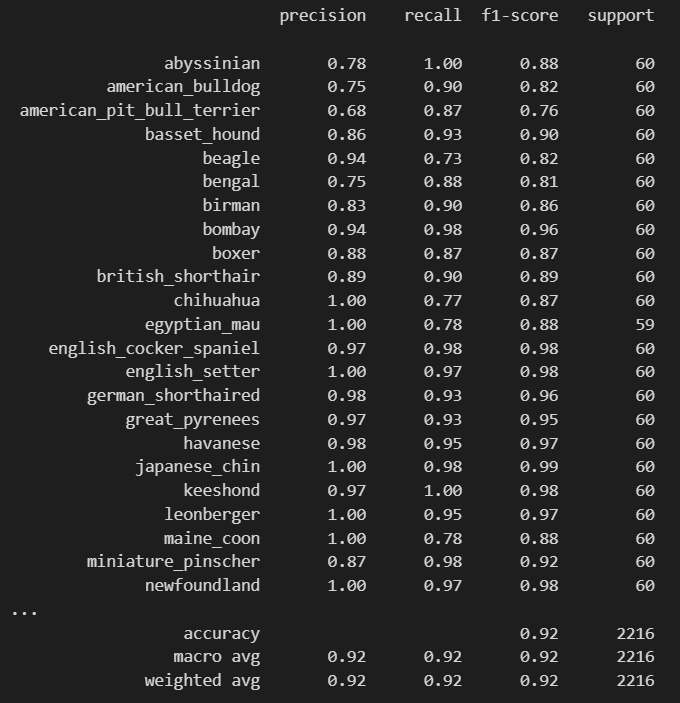 precision recall f1-score support
abyssinian 0.78 1.00 0.88 60
american_bulldog 0.75 0.90 0.82 60
american_pit_bull_terrier 0.68 0.87 0.76 60
basset_hound 0.86 0.93 0.90 60
beagle 0.94 0.73 0.82 60
bengal 0.75 0.88 0.81 60
birman 0.83 0.90 0.86 60
bombay 0.94 0.98 0.96 60
boxer 0.88 0.87 0.87 60
british_shorthair 0.89 0.90 0.89 60
chihuahua 1.00 0.77 0.87 60
egyptian_mau 1.00 0.78 0.88 59
english_cocker_spaniel 0.97 0.98 0.98 60
english_setter 1.00 0.97 0.98 60
german_shorthaired 0.98 0.93 0.96 60
great_pyrenees 0.97 0.93 0.95 60
havanese 0.98 0.95 0.97 60
japanese_chin 1.00 0.98 0.99 60
keeshond 0.97 1.00 0.98 60
leonberger 1.00 0.95 0.97 60
maine_coon 1.00 0.78 0.88 60
miniature_pinscher 0.87 0.98 0.92 60
newfoundland 1.00 0.97 0.98 60
...
accuracy 0.92 2216
macro avg 0.92 0.92 0.92 2216
weighted avg 0.92 0.92 0.92 2216